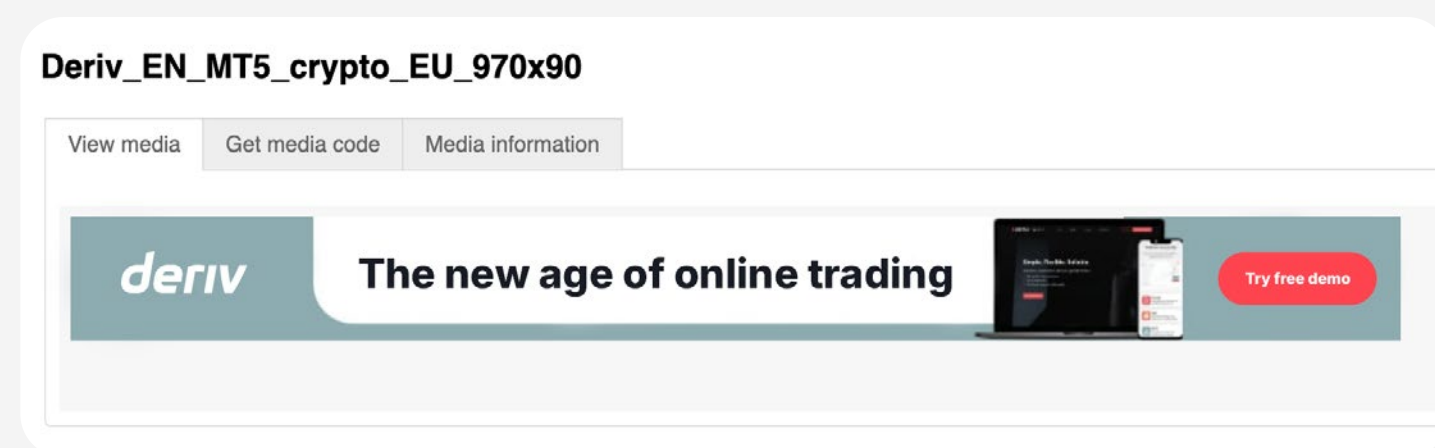 Deriv_EN_MT5_crypto_EU_970x90
View media Get media code Media information
deriv
The new age of online trading
Try free demo